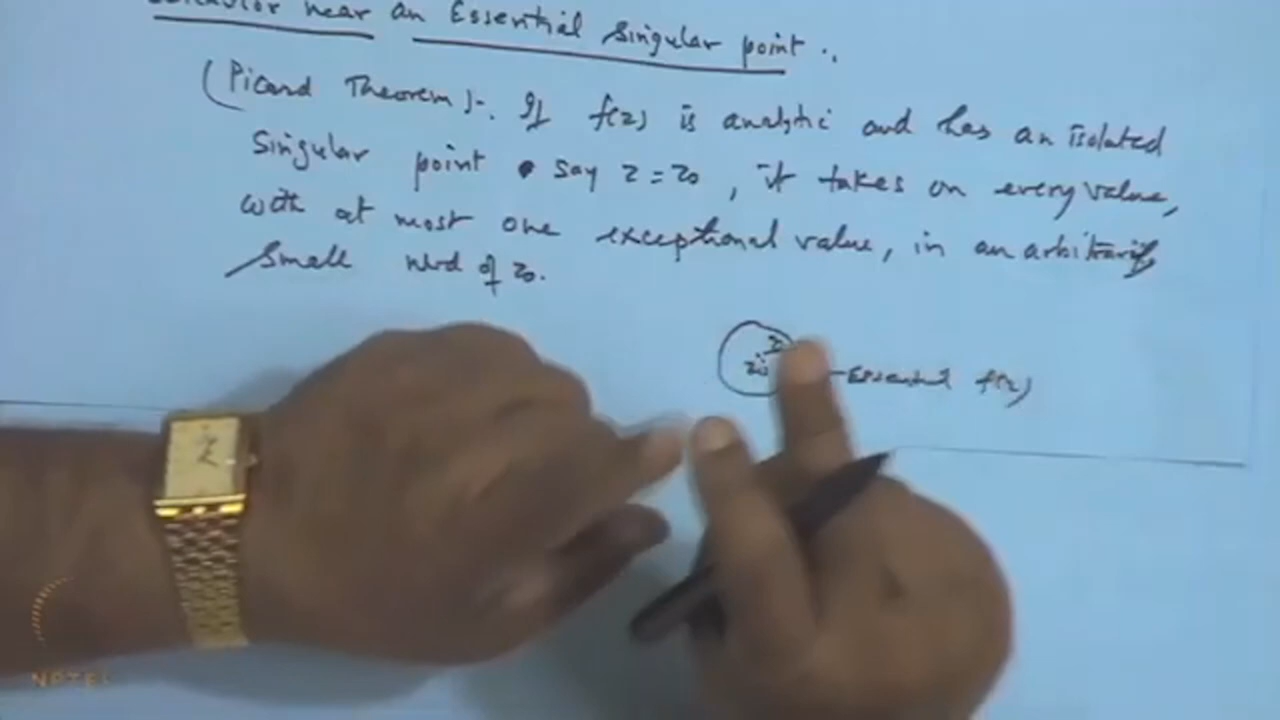 Behavior near an Essential Singular point :.
(Picard Theorem):. If f(z) is analytic and has an isolated
Singular point say z = z0, it takes on every value,
with at most one exceptional value, in an arbitrarily
small nbd of z0.
z
z0
Essential f(z)
NPTEL